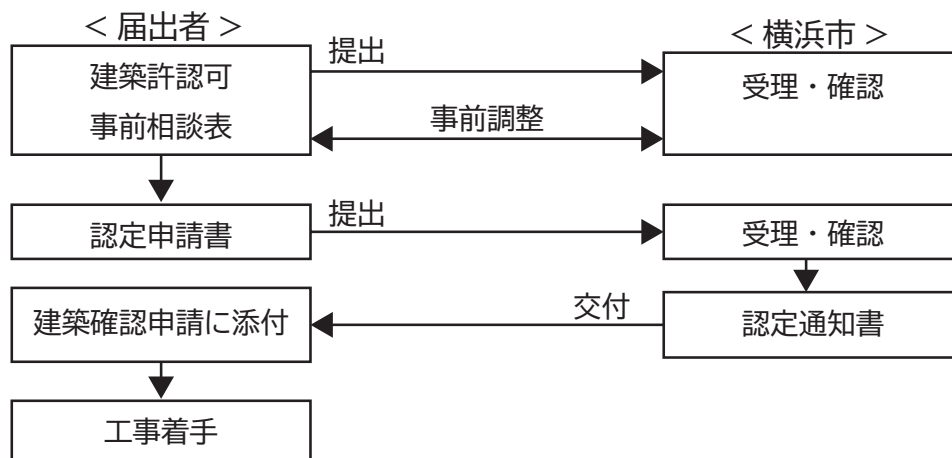 ＜ 届出者 ＞
＜ 横浜市 ＞
建築許認可
事前相談表
提出
受理・確認
事前調整
認定申請書
提出
受理・確認
建築確認申請に添付
交付
認定通知書
工事着手